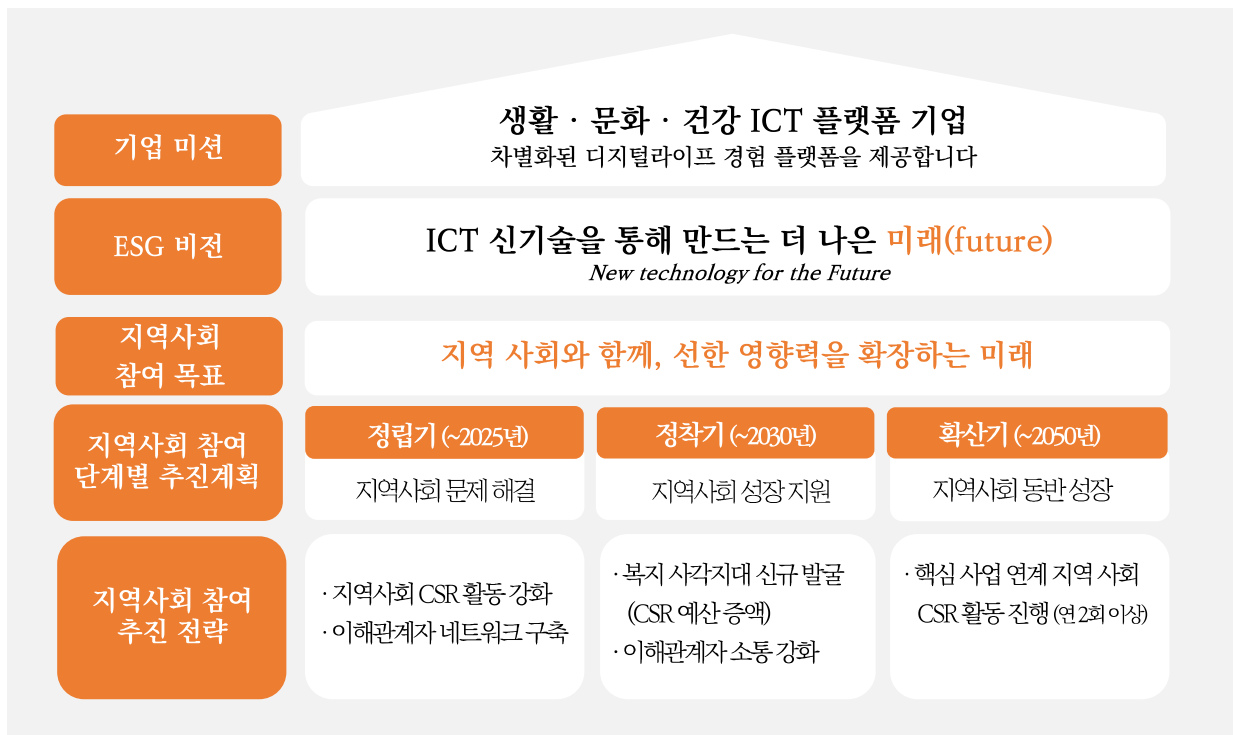 기업 미션
생활 · 문화 · 건강 ICT 플랫폼 기업
차별화된 디지털라이프 경험 플랫폼을 제공합니다
ESG 비전
ICT 신기술을 통해 만드는 더 나은 미래(future)
New technology for the Future
지역사회
참여 목표
지역 사회와 함께, 선한 영향력을 확장하는 미래
지역사회 참여
단계별 추진계획
정립기 (~2025년)
지역사회 문제 해결
정착기 (~2030년)
지역사회 성장 지원
확산기 (~2050년)
지역사회 동반 성장
지역사회 참여
추진 전략
· 지역사회 CSR 활동 강화
· 이해관계자 네트워크 구축
· 복지 사각지대 신규 발굴
(CSR 예산 증액)
· 이해관계자 소통 강화
· 핵심 사업 연계 지역 사회
CSR 활동 진행 (연 2회 이상)